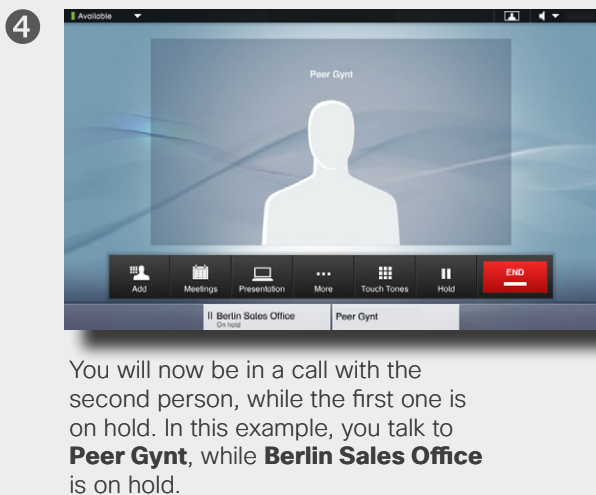 4
Available
Peer Gynt
Add Meetings Presentation More Touch Tones Hold END
Berlin Sales Office Peer Gynt
On hold
You will now be in a call with the
second person, while the first one is
on hold. In this example, you talk to
Peer Gynt, while Berlin Sales Office
is on hold.